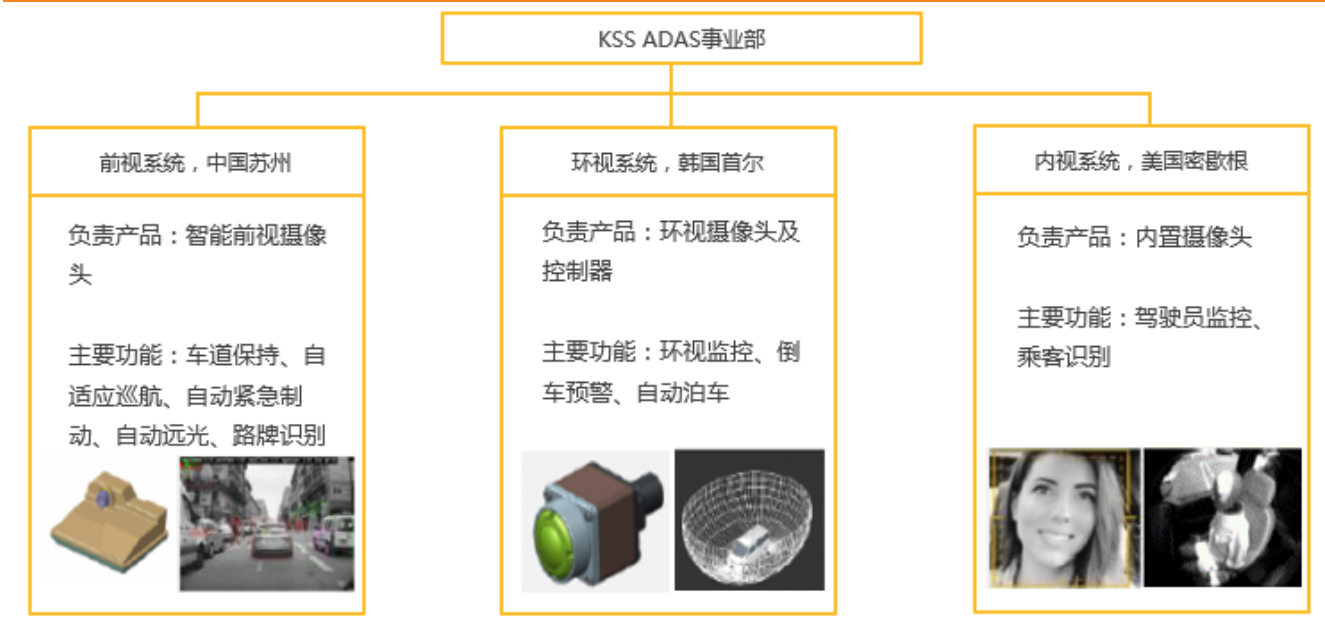 KSS ADAS事业部
前视系统，中国苏州
负责产品：智能前视摄像
头
主要功能：车道保持、自
适应巡航、自动紧急制
动、自动远光、路牌识别
环视系统，韩国首尔
负责产品：环视摄像头及
控制器
主要功能：环视监控、倒
车预警、自动泊车
内视系统，美国密歇根
负责产品：内置摄像头
主要功能：驾驶员监控、
乘客识别